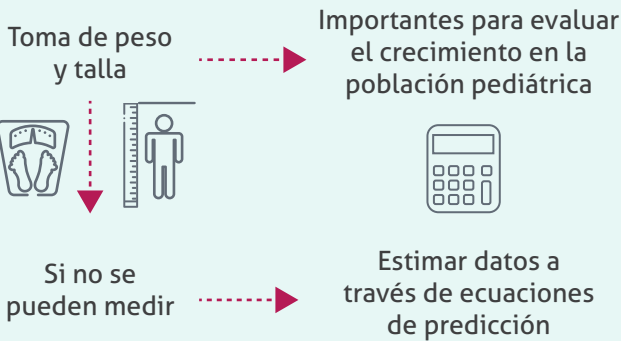 Toma de peso
y talla
Importantes para evaluar
el crecimiento en la
población pediátrica
Si no se
pueden medir
Estimar datos a
través de ecuaciones
de predicción